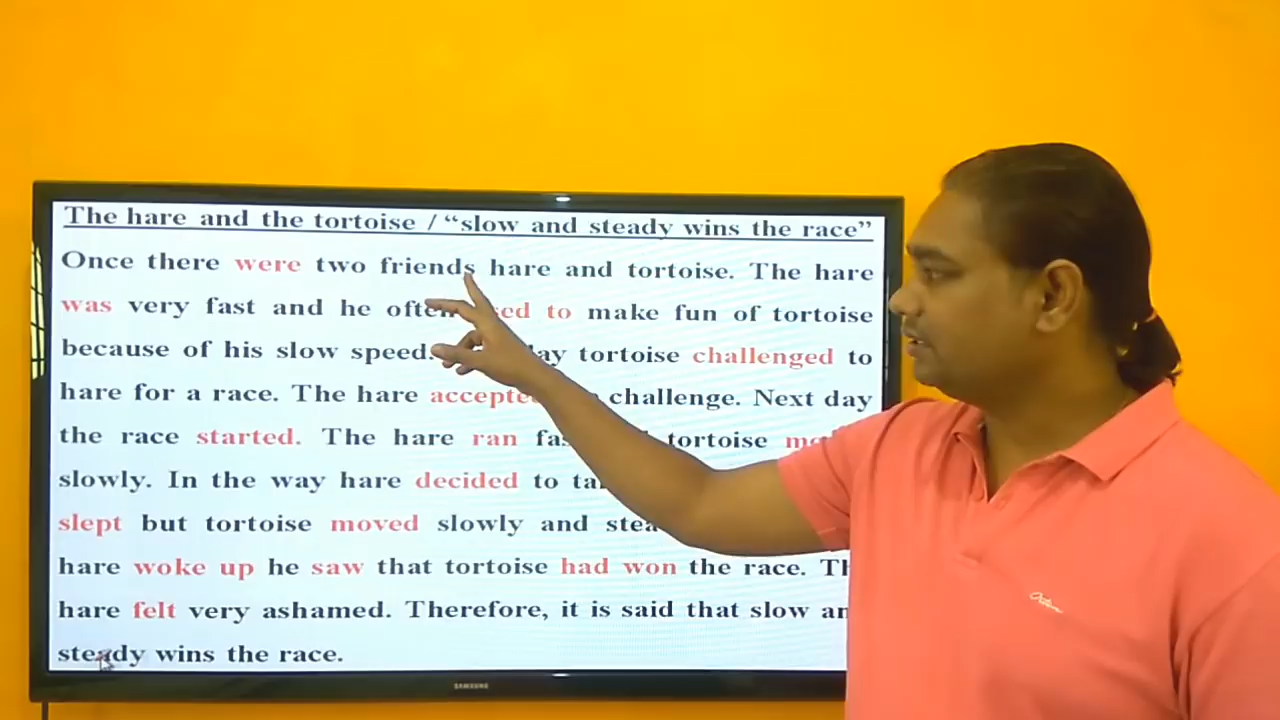 The hare and the tortoise / “slow and steady wins the race”
Once there were two friends hare and tortoise. The hare
was very fast and he often to make fun of tortoise
because of his slow speed. tortoise challenged to
hare for a race. The hare challenge. Next day
the race started. The hare ran tortoise
slowly. In the way hare decided to
slept but tortoise moved slowly and
hare woke up he saw that tortoise had won the race.
hare felt very ashamed. Therefore, it is said that slow
steady wins the race.
SAMSUNG